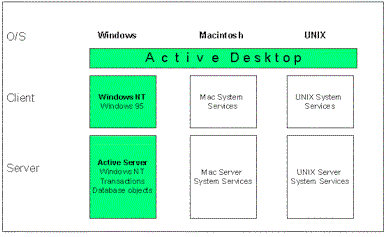 O/S Windows Macintosh UNIX
Active Desktop
Client
Windows NT
Windows 95
Mac System
Services
UNIX System
Services
Server
Active Server
Windows NT
Transactions
Database objects
Mac Server
System Services
UNIX Server
System Services